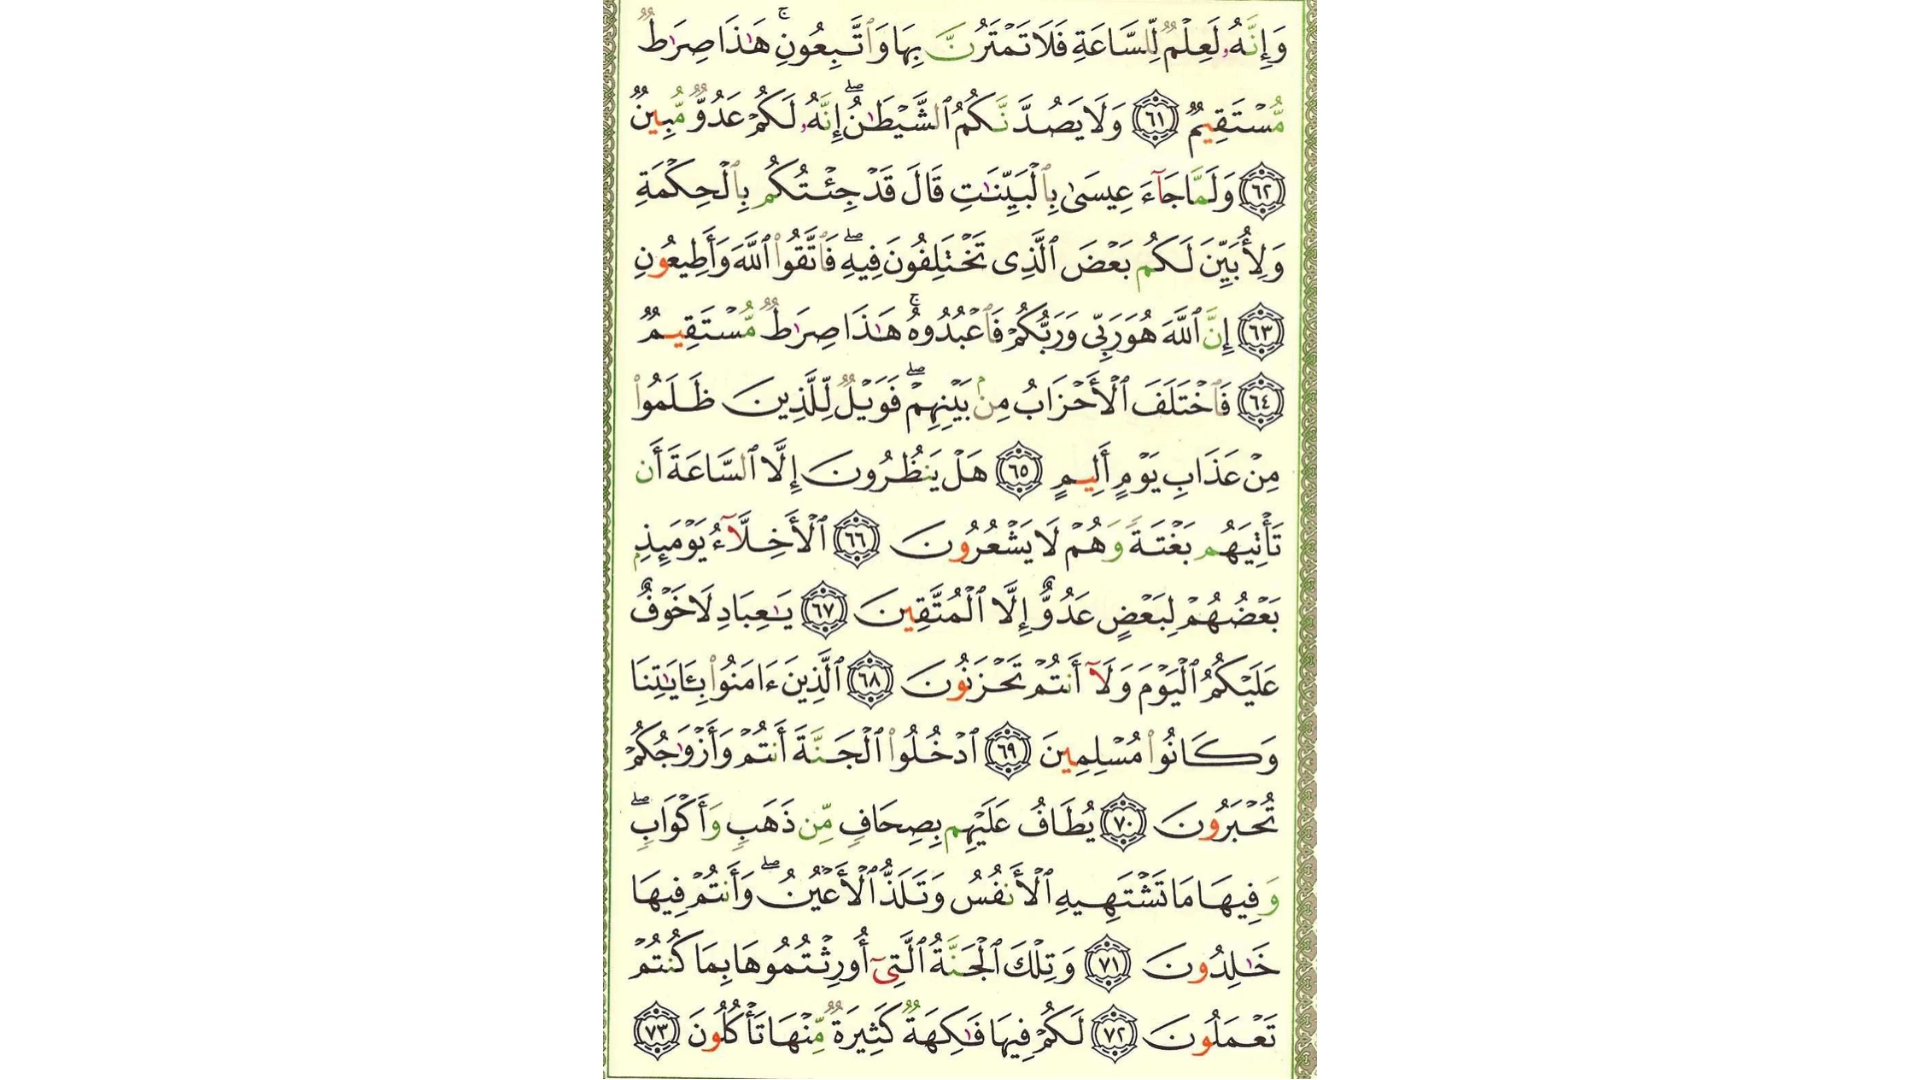 وَإِنَّهُۥ لَعِلْمٌ لِّلسَّاعَةِ فَلَا تَمْتَرُنَّ بِهَا وَٱتَّبِعُونِ ۚ هَٰذَا صِرَٰطٌ
مُّسْتَقِيمٌ ﴿٦١﴾ وَلَا يَصُدَّنَّكُمُ ٱلشَّيْطَٰنُ ۖ إِنَّهُۥ لَكُمْ عَدُوٌّ مُّبِينٌ
﴿٦٢﴾ وَلَمَّا جَآءَ عِيسَىٰ بِٱلْبَيِّنَٰتِ قَالَ قَدْ جِئْتُكُم بِٱلْحِكْمَةِ
وَلِأُبَيِّنَ لَكُم بَعْضَ ٱلَّذِى تَخْتَلِفُونَ فِيهِ ۖ فَٱتَّقُوا۟ ٱللَّهَ وَأَطِيعُونِ
﴿٦٣﴾ إِنَّ ٱللَّهَ هُوَ رَبِّى وَرَبُّكُمْ فَٱعْبُدُوهُ ۚ هَٰذَا صِرَٰطٌ مُّسْتَقِيمٌ
﴿٦٤﴾ فَٱخْتَلَفَ ٱلْأَحْزَابُ مِنۢ بَيْنِهِمْ ۖ فَوَيْلٌ لِّلَّذِينَ ظَلَمُوا۟
مِنْ عَذَابِ يَوْمٍ أَلِيمٍ ﴿٦٥﴾ هَلْ يَنظُرُونَ إِلَّا ٱلسَّاعَةَ أَن
تَأْتِيَهُم بَغْتَةً وَهُمْ لَا يَشْعُرُونَ ﴿٦٦﴾ ٱلْأَخِلَّآءُ يَوْمَئِذٍۭ
بَعْضُهُمْ لِبَعْضٍ عَدُوٌّ إِلَّا ٱلْمُتَّقِينَ ﴿٦٧﴾ يَٰعِبَادِ لَا خَوْفٌ
عَلَيْكُمُ ٱلْيَوْمَ وَلَآ أَنتُمْ تَحْزَنُونَ ﴿٦٨﴾ ٱلَّذِينَ ءَامَنُوا۟ بِـَٔايَٰتِنَا
وَكَانُوا۟ مُسْلِمِينَ ﴿٦٩﴾ ٱدْخُلُوا۟ ٱلْجَنَّةَ أَنتُمْ وَأَزْوَٰجُكُمْ
تُحْبَرُونَ ﴿٧٠﴾ يُطَافُ عَلَيْهِم بِصِحَافٍ مِّن ذَهَبٍ وَأَكْوَابٍ ۖ
وَفِيهَا مَا تَشْتَهِيهِ ٱلْأَنفُسُ وَتَلَذُّ ٱلْأَعْيُنُ ۖ وَأَنتُمْ فِيهَا
خَٰلِدُونَ ﴿٧١﴾ وَتِلْكَ ٱلْجَنَّةُ ٱلَّتِىٓ أُورِثْتُمُوهَا بِمَا كُنتُمْ
تَعْمَلُونَ ﴿٧٢﴾ لَكُمْ فِيهَا فَٰكِهَةٌ كَثِيرَةٌ مِّنْهَا تَأْكُلُونَ ﴿٧٣﴾